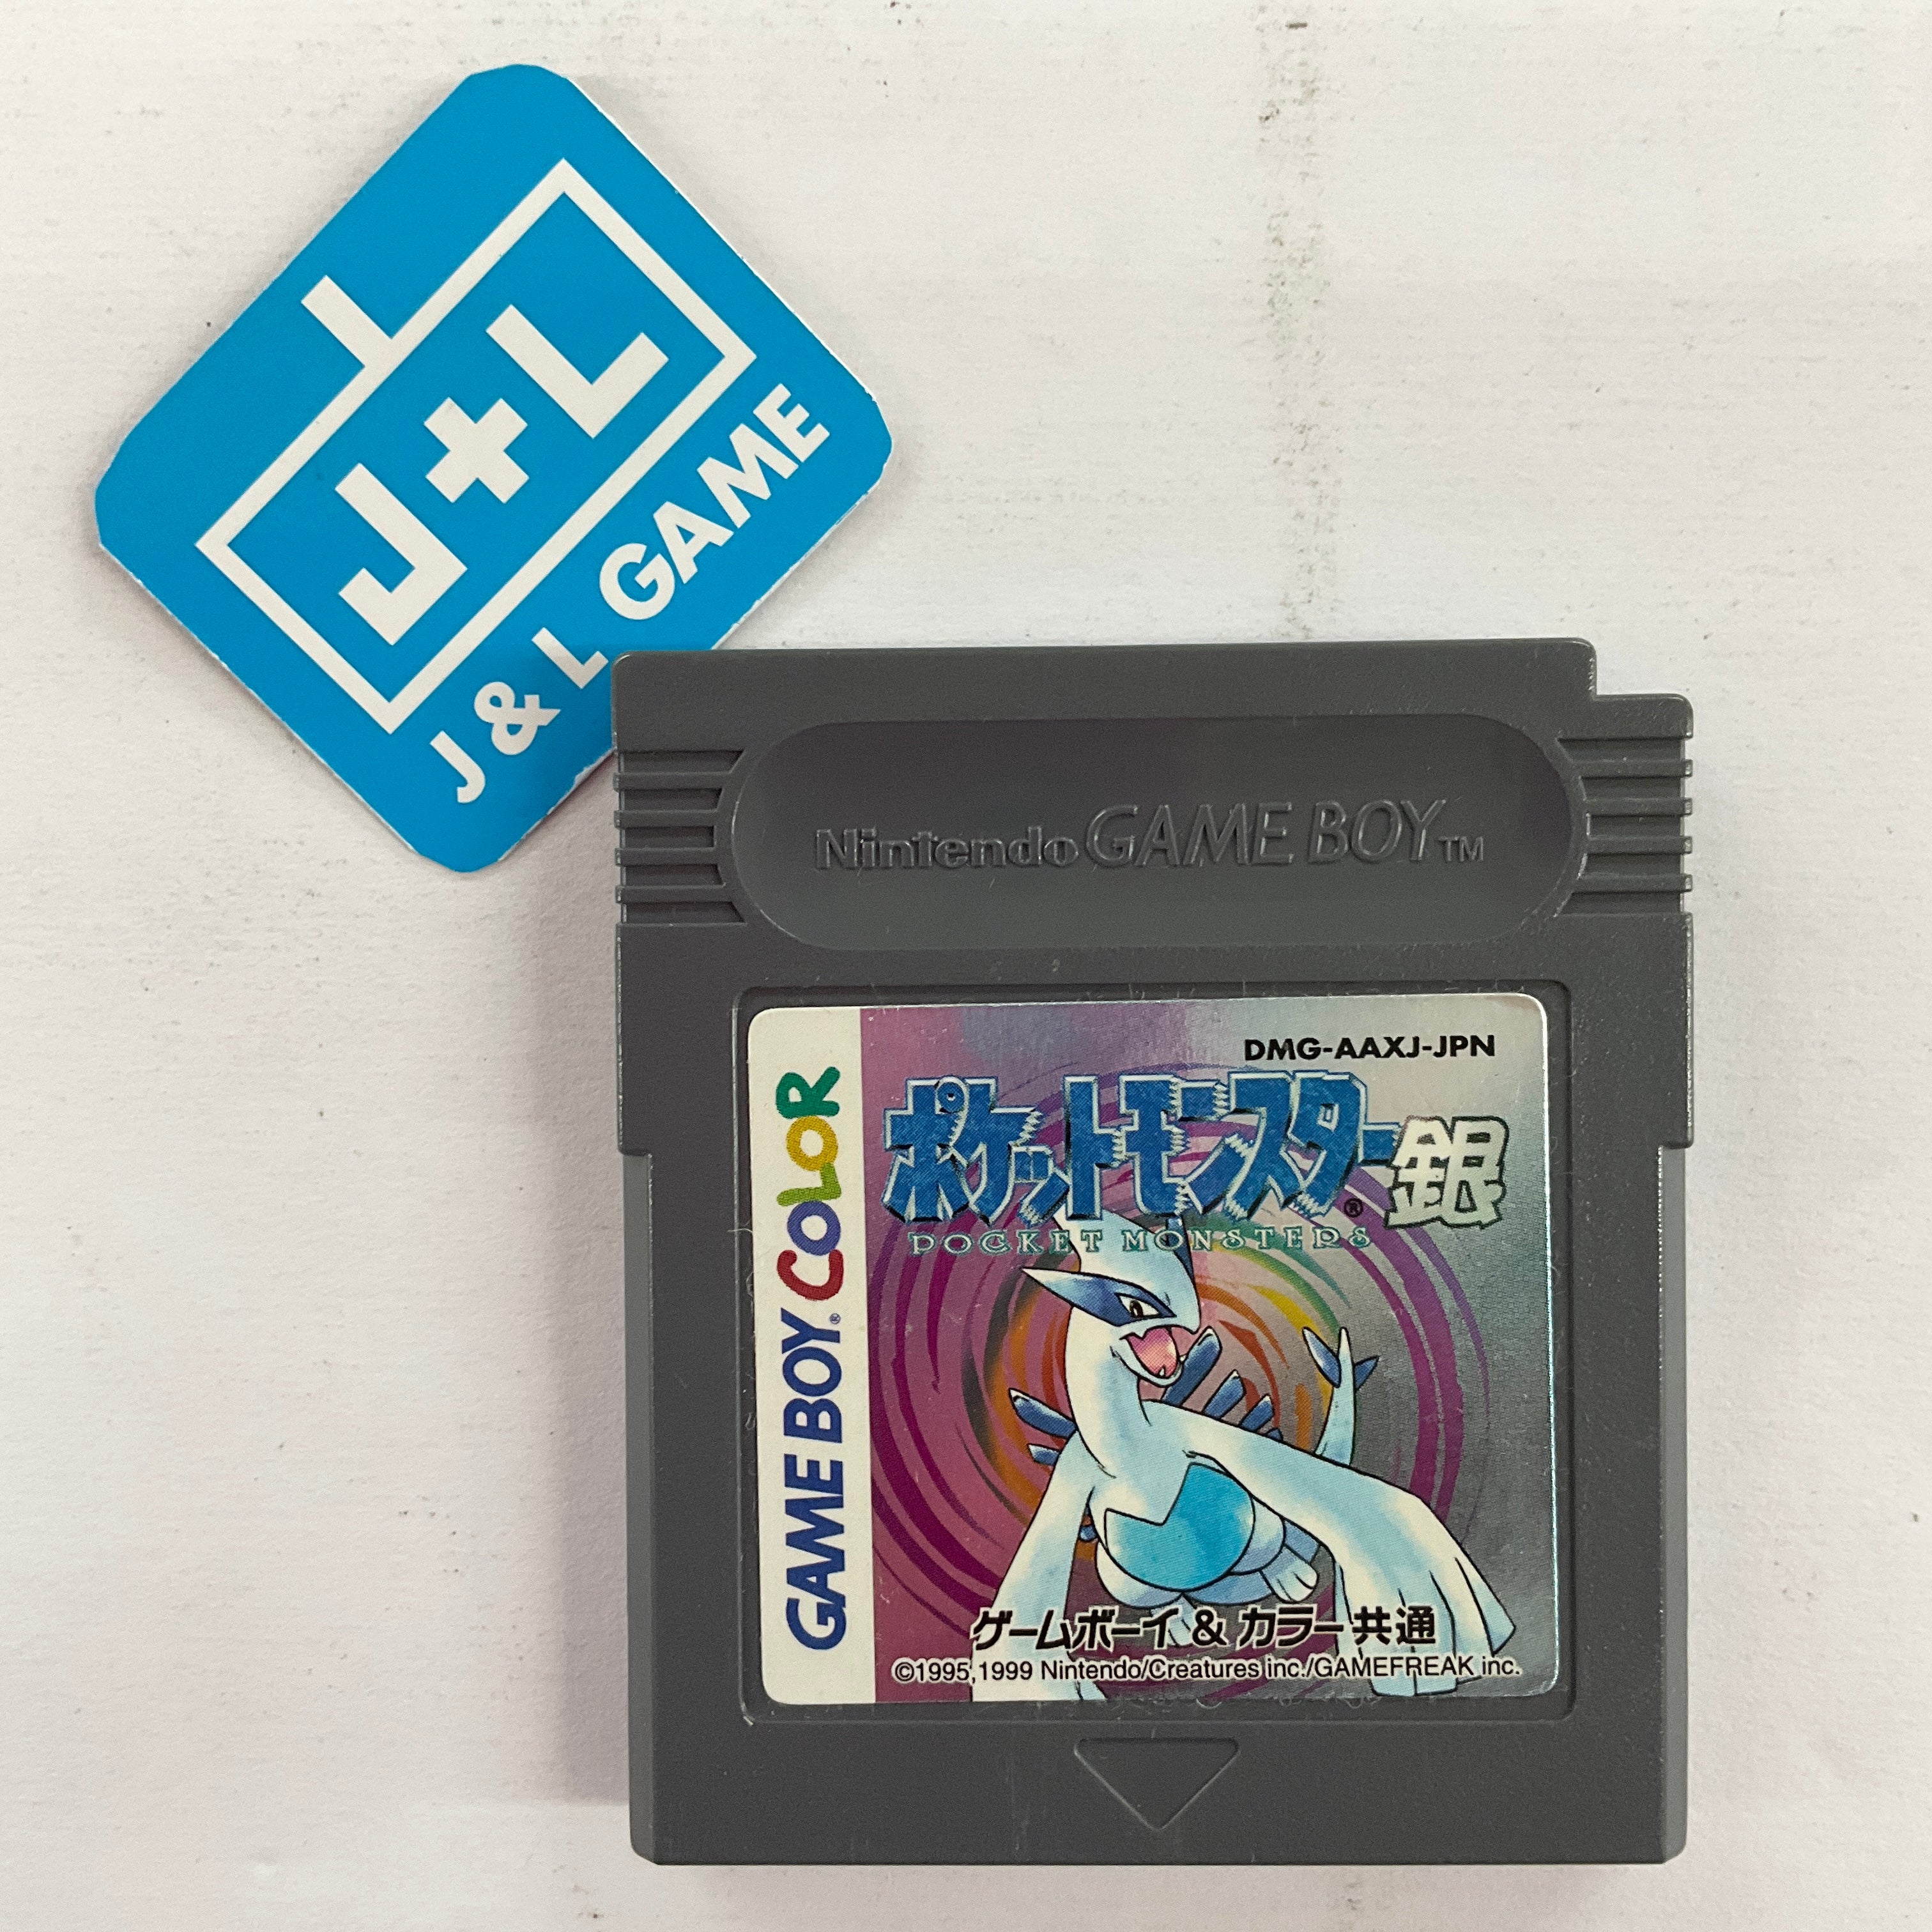 J+L
J & L GAME
Nintendo GAME BOY™
GAME BOY® COLOR
DMG-AAXJ-JPN
ポケットモンスター® 銀
POCKET MONSTERS
ゲームボーイ & カラー共通
©1995,1999 Nintendo/Creatures inc./GAMEFREAK inc.